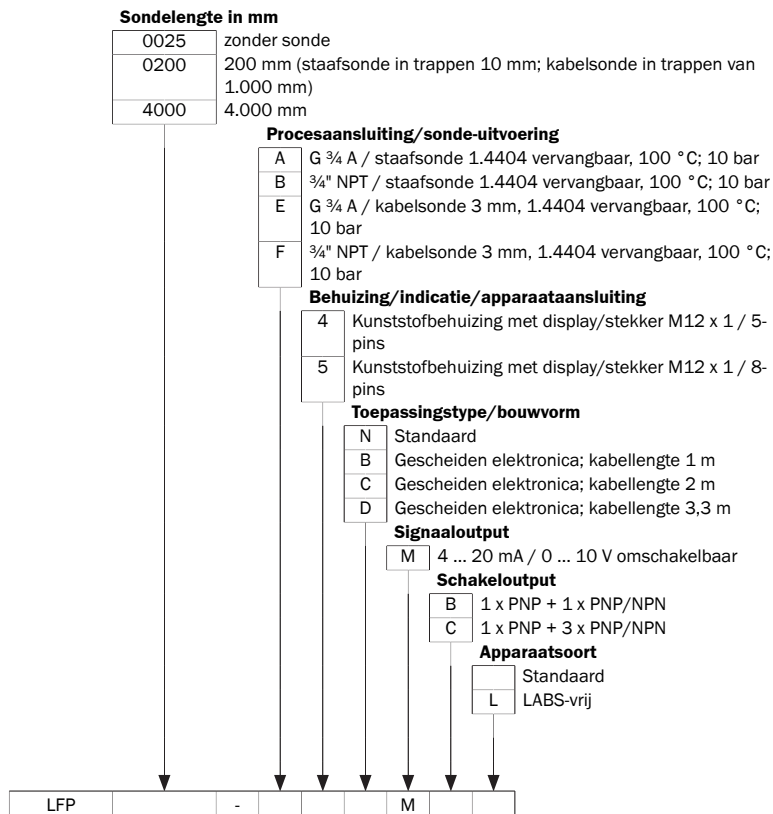 Sondelengte in mm
0025 zonder sonde
0200 200 mm (staafsonde in trappen 10 mm; kabelsonde in trappen van
1.000 mm)
4000 4.000 mm
Procesaansluiting/sonde-uitvoering
A G ¾ A / staafsonde 1.4404 vervangbaar, 100 °C; 10 bar
B ¾" NPT / staafsonde 1.4404 vervangbaar, 100 °C; 10 bar
E G ¾ A / kabelsonde 3 mm, 1.4404 vervangbaar, 100 °C;
10 bar
F ¾" NPT / kabelsonde 3 mm, 1.4404 vervangbaar, 100 °C;
10 bar
Behuizing/indicatie/apparaataansluiting
4 Kunststofbehuizing met display/stekker M12 x 1 / 5-
pins
5 Kunststofbehuizing met display/stekker M12 x 1 / 8-
pins
Toepassingstype/bouwvorm
N Standaard
B Gescheiden elektronica; kabellengte 1 m
C Gescheiden elektronica; kabellengte 2 m
D Gescheiden elektronica; kabellengte 3,3 m
Signaaloutput
M 4 ... 20 mA / 0 ... 10 V omschakelbaar
Schakeloutput
B 1 x PNP + 1 x PNP/NPN
C 1 x PNP + 3 x PNP/NPN
Apparaatsoort
Standaard
L LABS-vrij
LFP - M